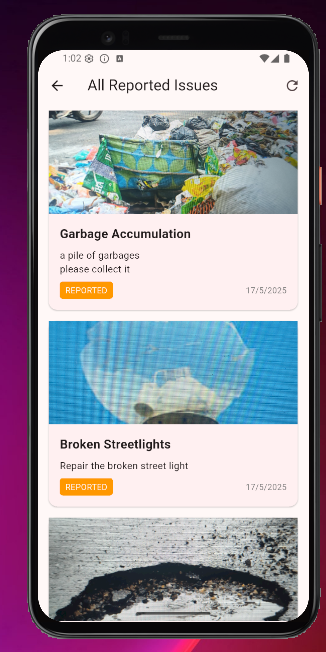 1:02
All Reported Issues
Garbage Accumulation
a pile of garbages
please collect it
REPORTED
17/5/2025
Broken Streetlights
Repair the broken street light
REPORTED
17/5/2025